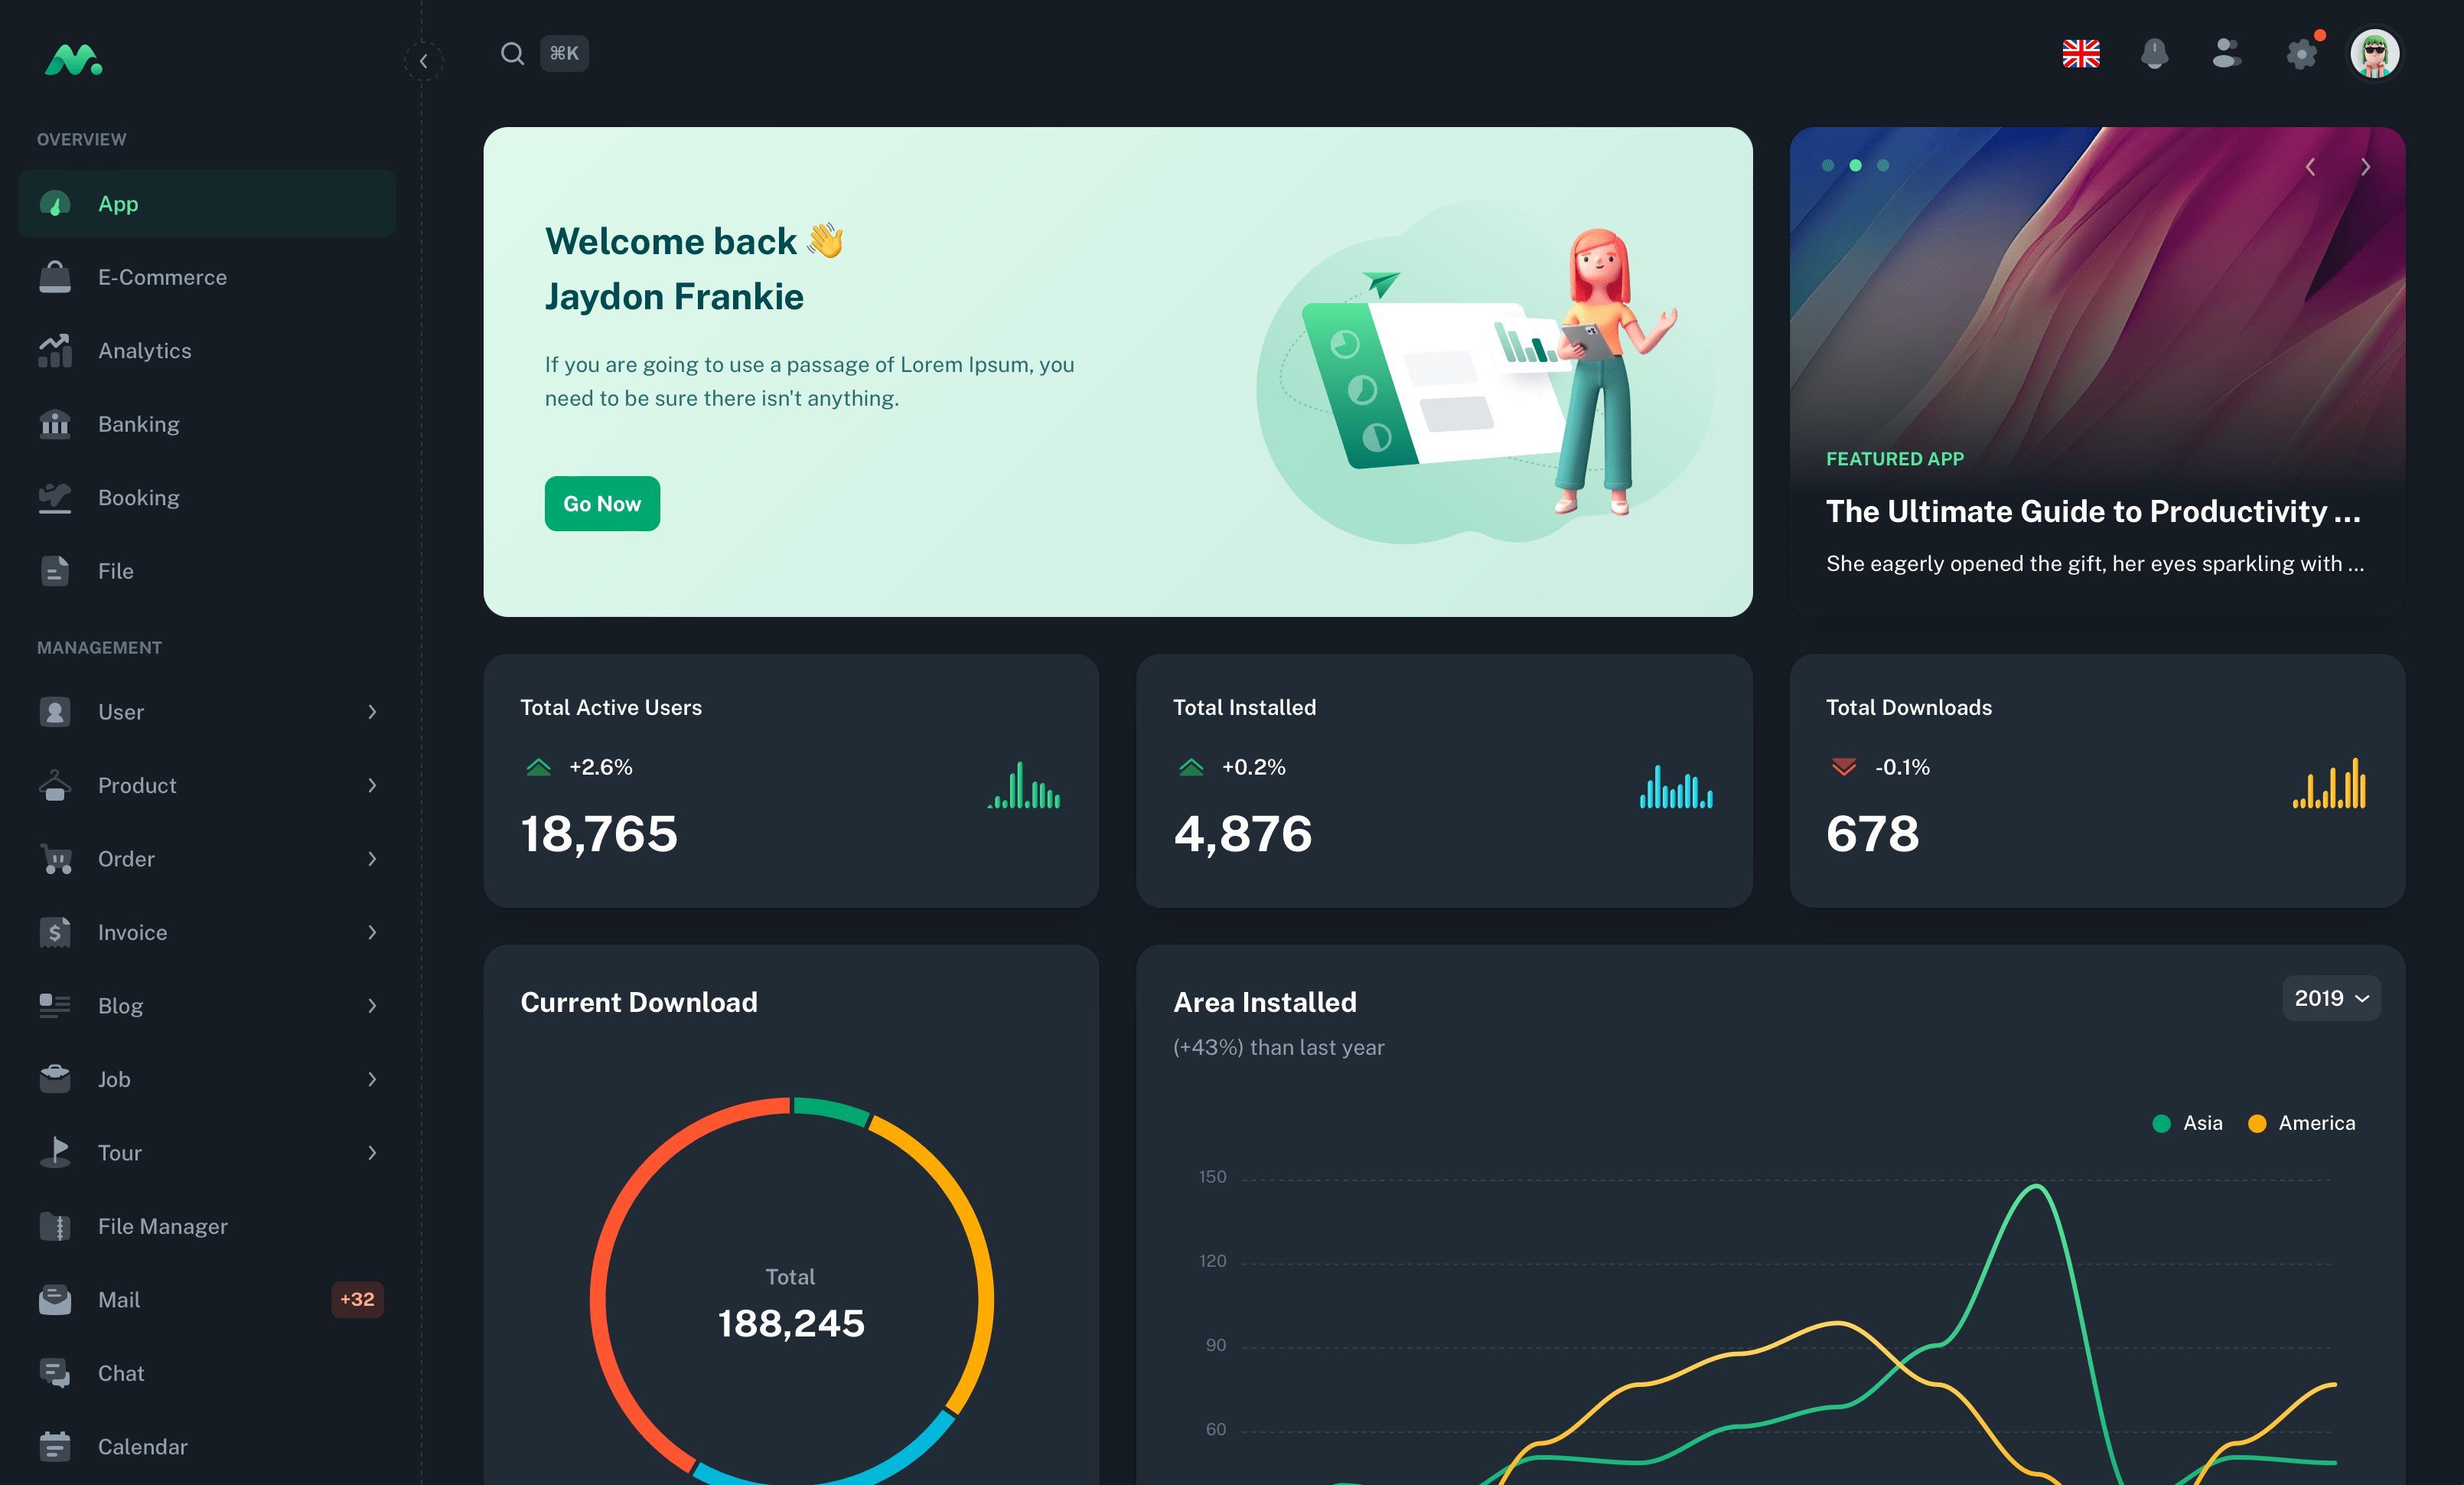 OVERVIEW
App
E-Commerce
Analytics
Banking
Booking
File
MANAGEMENT
User
Product
Order
Invoice
$
Blog
Job
Tour
File Manager
Mail
+32
Chat
Calendar
⌘K
Welcome back 👋
Jaydon Frankie
If you are going to use a passage of Lorem Ipsum, you
need to be sure there isn't anything.
Go Now
FEATURED APP
The Ultimate Guide to Productivity ...
She eagerly opened the gift, her eyes sparkling with ...
Total Active Users
+2.6%
18,765
Total Installed
+0.2%
4,876
Total Downloads
-0.1%
678
Current Download
Total
188,245
Area Installed
(+43%) than last year
2019
Asia
America
150
120
90
60